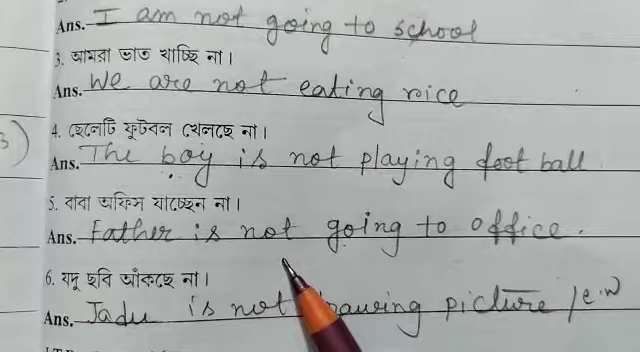 Ans. I am not going to school
3. আমরা ভাত খাচ্ছি না।
Ans. We are not eating rice
4. ছেলেটি ফুটবল খেলছে না।
Ans. The boy is not playing foot ball
5. বাবা অফিস যাচ্ছেন না।
Ans. Father is not going to office.
6. যদু ছবি আঁকছে না।
Ans. Jadu is not picture